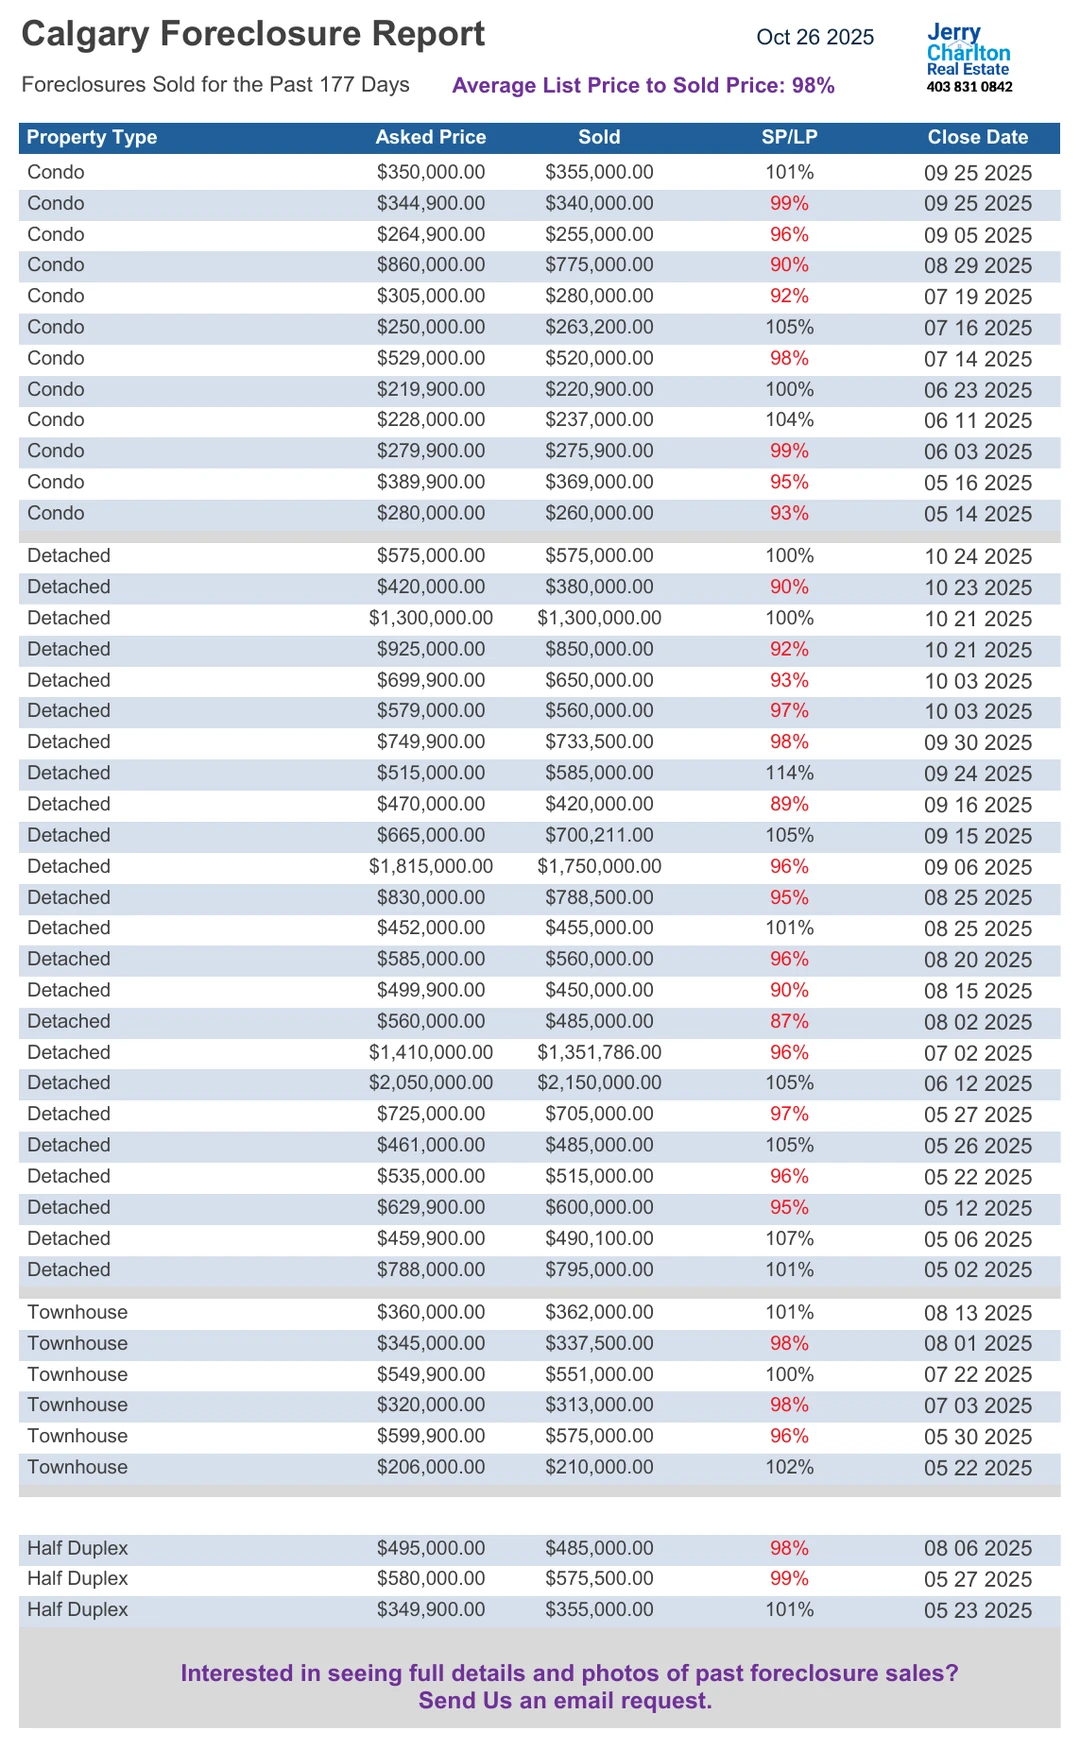 Calgary Foreclosure Report
Oct 26 2025
Jerry
Charlton
Real Estate
403 831 0842
Foreclosures Sold for the Past 177 Days
Average List Price to Sold Price: 98%
Property Type Asked Price Sold SP/LP Close Date
Condo $350,000.00 $355,000.00 101% 09 25 2025
Condo $344,900.00 $340,000.00 99% 09 25 2025
Condo $264,900.00 $255,000.00 96% 09 05 2025
Condo $860,000.00 $775,000.00 90% 08 29 2025
Condo $305,000.00 $280,000.00 92% 07 19 2025
Condo $250,000.00 $263,200.00 105% 07 16 2025
Condo $529,000.00 $520,000.00 98% 07 14 2025
Condo $219,900.00 $220,900.00 100% 06 23 2025
Condo $228,000.00 $237,000.00 104% 06 11 2025
Condo $279,900.00 $275,900.00 99% 06 03 2025
Condo $389,900.00 $369,000.00 95% 05 16 2025
Condo $280,000.00 $260,000.00 93% 05 14 2025
Detached $575,000.00 $575,000.00 100% 10 24 2025
Detached $420,000.00 $380,000.00 90% 10 23 2025
Detached $1,300,000.00 $1,300,000.00 100% 10 21 2025
Detached $925,000.00 $850,000.00 92% 10 21 2025
Detached $699,900.00 $650,000.00 93% 10 03 2025
Detached $579,000.00 $560,000.00 97% 10 03 2025
Detached $749,900.00 $733,500.00 98% 09 30 2025
Detached $515,000.00 $585,000.00 114% 09 24 2025
Detached $470,000.00 $420,000.00 89% 09 16 2025
Detached $665,000.00 $700,211.00 105% 09 15 2025
Detached $1,815,000.00 $1,750,000.00 96% 09 06 2025
Detached $830,000.00 $788,500.00 95% 08 25 2025
Detached $452,000.00 $455,000.00 101% 08 25 2025
Detached $585,000.00 $560,000.00 96% 08 20 2025
Detached $499,900.00 $450,000.00 90% 08 15 2025
Detached $560,000.00 $485,000.00 87% 08 02 2025
Detached $1,410,000.00 $1,351,786.00 96% 07 02 2025
Detached $2,050,000.00 $2,150,000.00 105% 06 12 2025
Detached $725,000.00 $705,000.00 97% 05 27 2025
Detached $461,000.00 $485,000.00 105% 05 26 2025
Detached $535,000.00 $515,000.00 96% 05 22 2025
Detached $629,900.00 $600,000.00 95% 05 12 2025
Detached $459,900.00 $490,100.00 107% 05 06 2025
Detached $788,000.00 $795,000.00 101% 05 02 2025
Townhouse $360,000.00 $362,000.00 101% 08 13 2025
Townhouse $345,000.00 $337,500.00 98% 08 01 2025
Townhouse $549,900.00 $551,000.00 100% 07 22 2025
Townhouse $320,000.00 $313,000.00 98% 07 03 2025
Townhouse $599,900.00 $575,000.00 96% 05 30 2025
Townhouse $206,000.00 $210,000.00 102% 05 22 2025
Half Duplex $495,000.00 $485,000.00 98% 08 06 2025
Half Duplex $580,000.00 $575,500.00 99% 05 27 2025
Half Duplex $349,900.00 $355,000.00 101% 05 23 2025
Interested in seeing full details and photos of past foreclosure sales?
Send Us an email request.